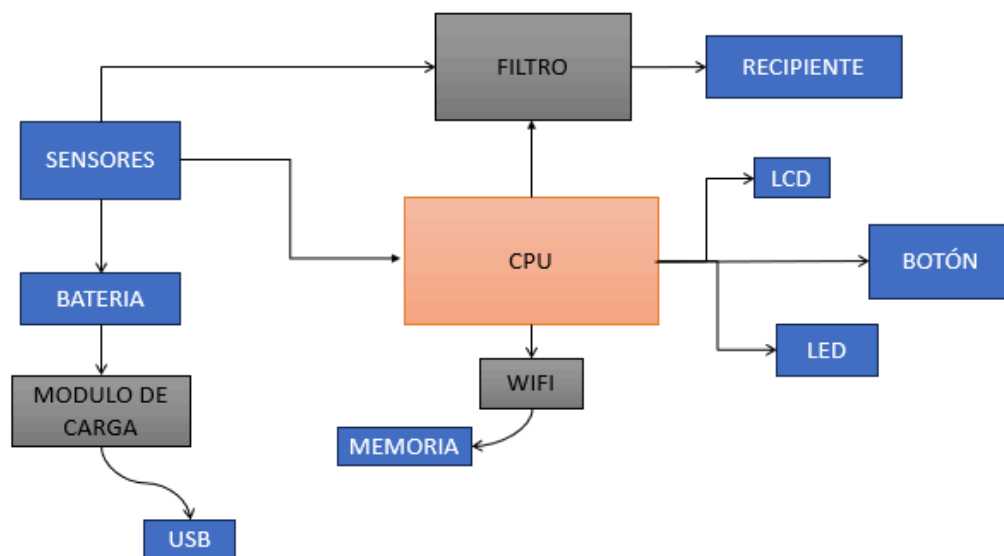 FILTRO
RECIPIENTE
SENSORES
LCD
CPU
BOTÓN
BATERIA
LED
WIFI
MODULO DE
CARGA
MEMORIA
USB